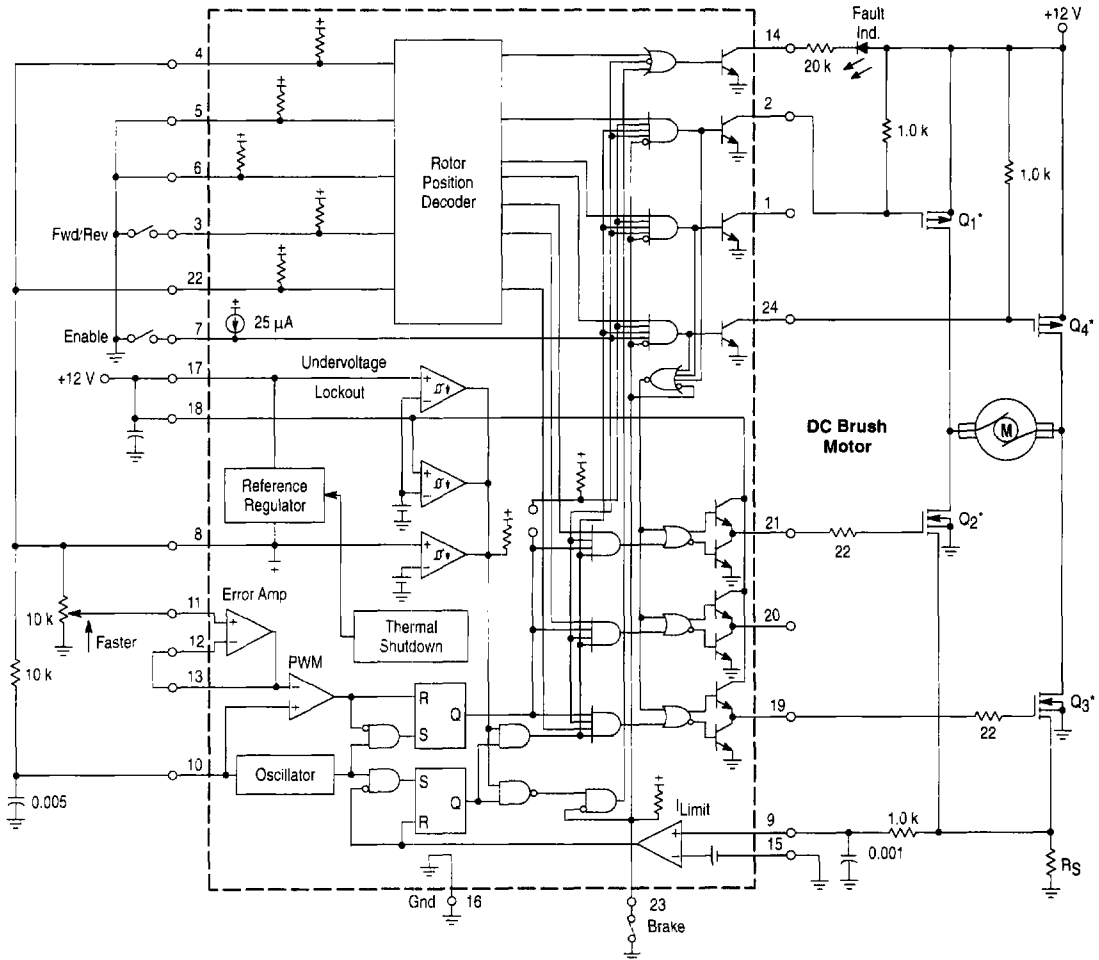 Fault
Ind.
+12 V
4
14
20 k
5
2
1.0 k
1.0 k
6
Rotor
Position
Decoder
1
Q1*
Fwd/Rev
3
22
24
Q4*
Enable
7
25 µA
+12 V
17
Undervoltage
Lockout
18
DC Brush
Motor
M
Reference
Regulator
21
22
Q2*
8
Error Amp
11
10 k
Faster
12
Thermal
Shutdown
20
13
10 k
PWM
R
Q
S
19
22
Q3*
10
Oscillator
S
Q
R
0.005
ILimit
9
1.0 k
15
0.001
RS
Gnd
16
23
Brake